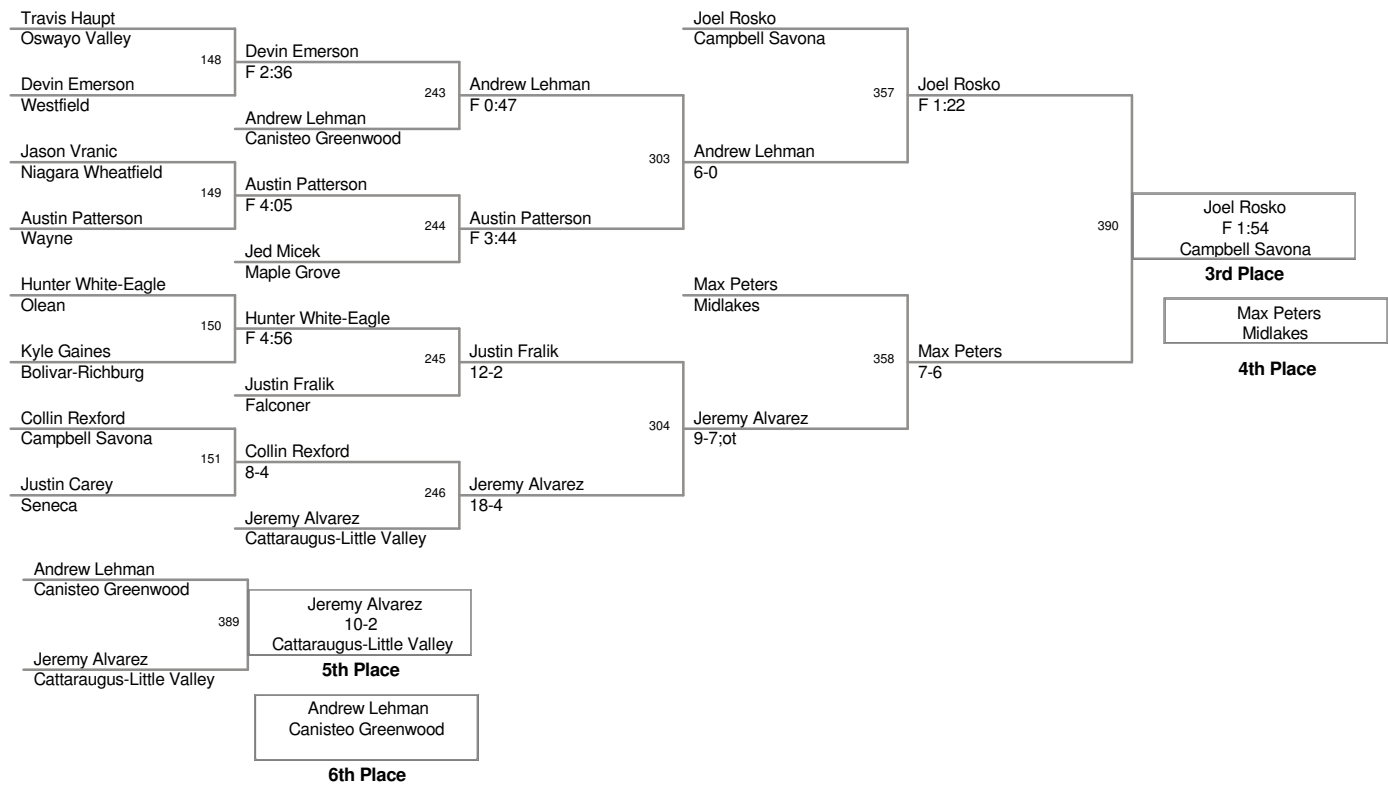 Travis Haupt
Oswayo Valley
148
Devin Emerson
Westfield
Jason Vranic
Niagara Wheatfield
149
Austin Patterson
Wayne
Hunter White-Eagle
Olean
150
Kyle Gaines
Bolivar-Richburg
Collin Rexford
Campbell Savona
151
Justin Carey
Seneca
Devin Emerson
F 2:36
243
Andrew Lehman
Canisteo Greenwood
Austin Patterson
F 4:05
244
Jed Micek
Maple Grove
Hunter White-Eagle
F 4:56
245
Justin Fralik
Falconer
Collin Rexford
8-4
246
Jeremy Alvarez
Cattaraugus-Little Valley
Andrew Lehman
F 0:47
303
Austin Patterson
F 3:44
Justin Fralik
12-2
304
Jeremy Alvarez
18-4
Joel Rosko
Campbell Savona
357
Andrew Lehman
6-0
Max Peters
Midlakes
358
Jeremy Alvarez
9-7;ot
Joel Rosko
F 1:22
390
Max Peters
7-6
Joel Rosko
F 1:54
Campbell Savona
3rd Place
Max Peters
Midlakes
4th Place
Andrew Lehman
Canisteo Greenwood
389
Jeremy Alvarez
Cattaraugus-Little Valley
Jeremy Alvarez
10-2
Cattaraugus-Little Valley
5th Place
Andrew Lehman
Canisteo Greenwood
6th Place